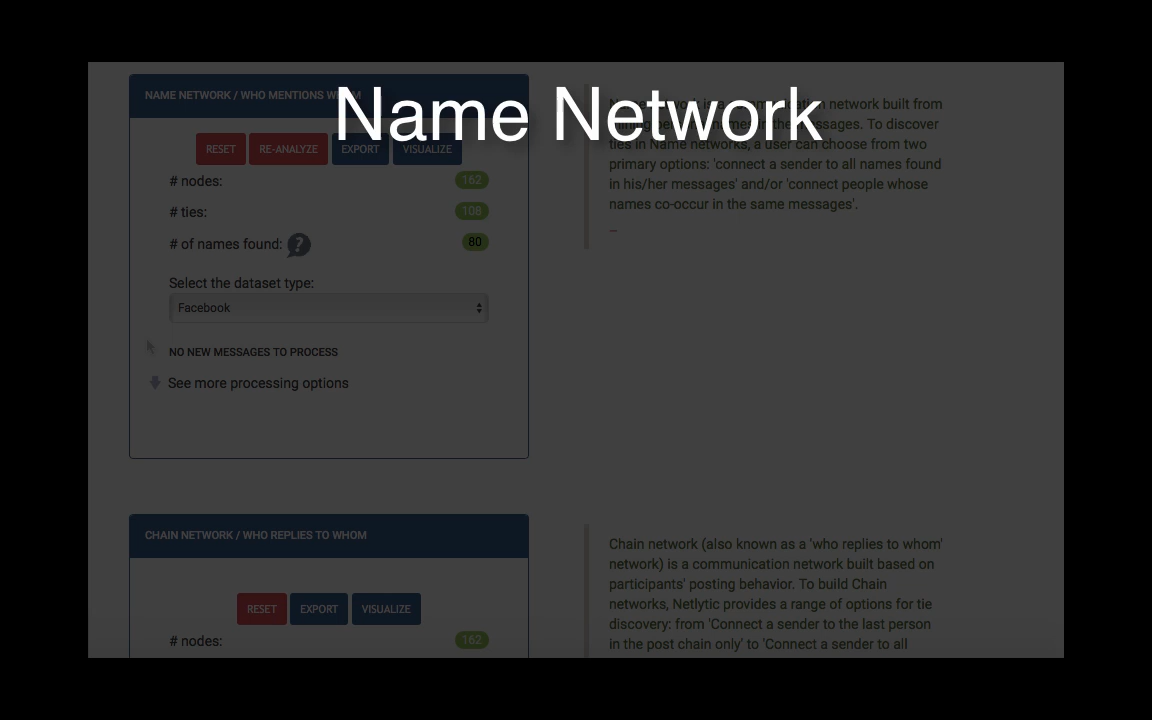 Name Network
NAME NETWORK / WHO MENTIONS WHOM
RESET
RE-ANALYZE
EXPORT
VISUALIZE
# nodes:
162
# ties:
108
# of names found:
?
80
Select the dataset type:
Facebook
NO NEW MESSAGES TO PROCESS
See more processing options
network built from
messages. To discover
ties in Name networks, a user can choose from two
primary options: 'connect a sender to all names found
in his/her messages' and/or 'connect people whose
names co-occur in the same messages'.
CHAIN NETWORK / WHO REPLIES TO WHOM
RESET
EXPORT
VISUALIZE
# nodes:
162
Chain network (also known as a 'who replies to whom'
network) is a communication network built based on
participants' posting behavior. To build Chain
networks, Netlytic provides a range of options for tie
discovery: from 'Connect a sender to the last person
in the post chain only' to 'Connect a sender to all